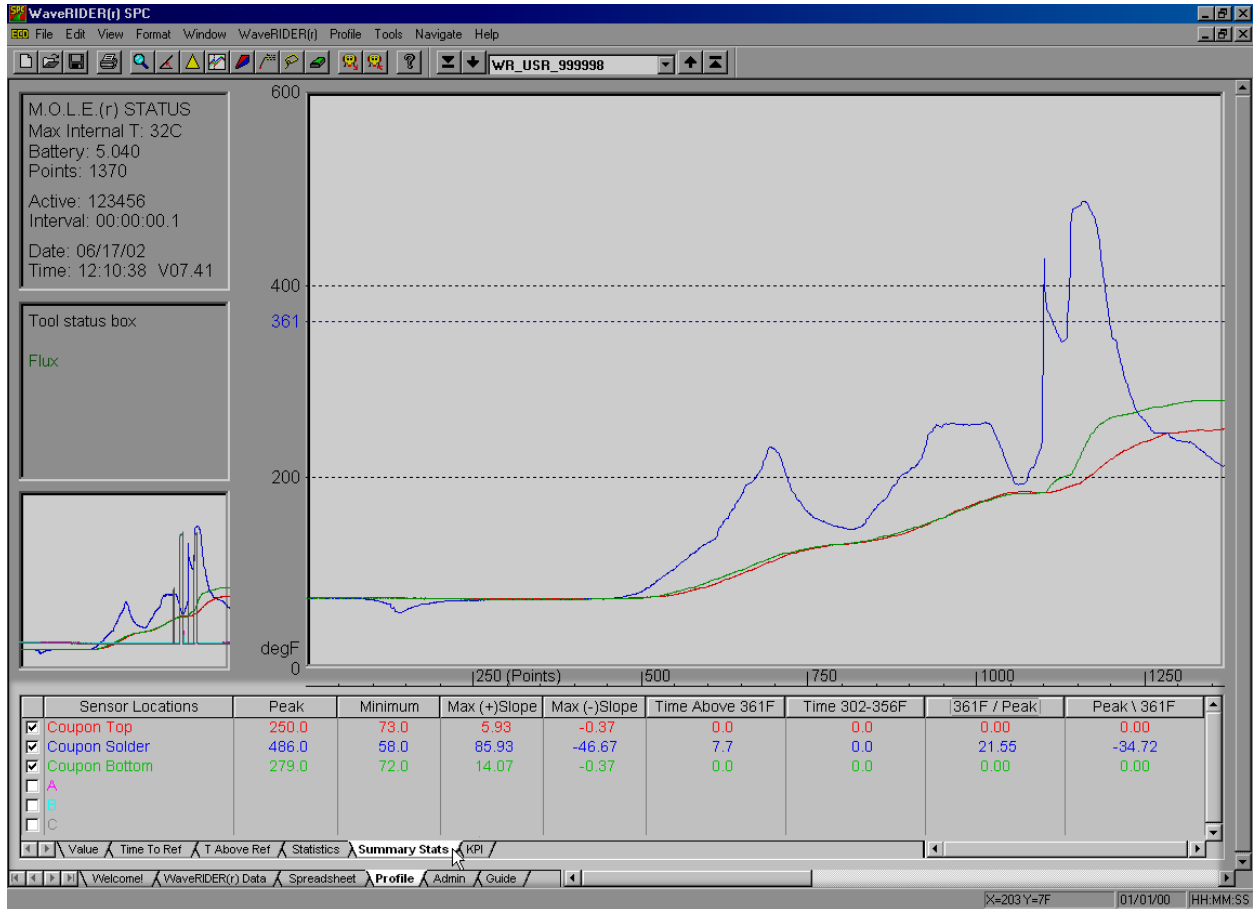 WaveRIDER(r) SPC
File Edit View Format Window WaveRIDER(r) Profile Tools Navigate Help
WR_USR_999998
M.O.L.E.(r) STATUS
Max Internal T: 32C
Battery: 5.040
Points: 1370
Active: 123456
Interval: 00:00:00.1
Date: 06/17/02
Time: 12:10:38 V07.41
Tool status box
Flux
600
400
361
200
degF
0
|250 (Points) |500 |750 |1000 |1250
Sensor Locations Peak Minimum Max (+)Slope Max (-)Slope Time Above 361F Time 302-356F 361F / Peak Peak \ 361F
Coupon Top 250.0 73.0 5.93 -0.37 0.0 0.0 0.00 0.00
Coupon Solder 486.0 58.0 85.93 -46.67 7.7 0.0 21.55 -34.72
Coupon Bottom 279.0 72.0 14.07 -0.37 0.0 0.0 0.00 0.00
A
B
C
Value Time To Ref T Above Ref Statistics Summary Stats KPI
Welcome! WaveRIDER(r) Data Spreadsheet Profile Admin Guide
X=203 Y=7F 01/01/00 HH:MM:SS